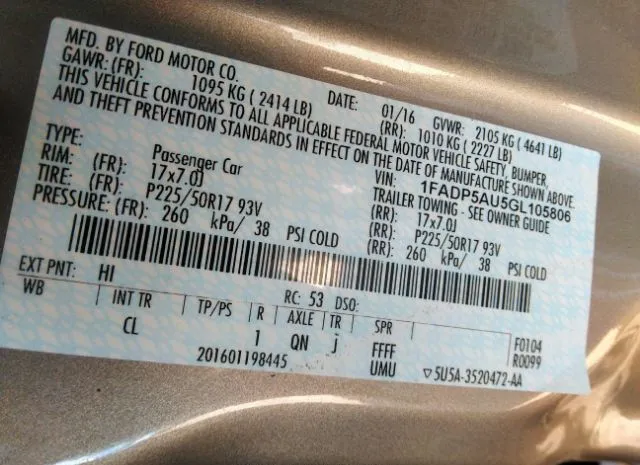 MFD. BY FORD MOTOR CO.
DATE: 01/16 GVWR: 2105 KG ( 4641 LB)
GAWR: (FR): 1095 KG ( 2414 LB) (RR): 1010 KG ( 2227 LB)
THIS VEHICLE CONFORMS TO ALL APPLICABLE FEDERAL MOTOR VEHICLE SAFETY, BUMPER,
AND THEFT PREVENTION STANDARDS IN EFFECT ON THE DATE OF MANUFACTURE SHOWN ABOVE.
VIN: 1FADP5AU5GL105806
TYPE: Passenger Car TRAILER TOWING - SEE OWNER GUIDE
RIM: (FR): 17x7.0J (RR): 17x7.0J
TIRE: (FR): P225/50R17 93V (RR): P225/50R17 93V
PRESSURE: (FR): 260 kPa/ 38 PSI COLD (RR): 260 kPa/ 38 PSI COLD
EXT PNT: HI RC: 53 DSO:
WB INT TR TP/PS R AXLE TR SPR
CL 1 QN j FFFF F0104
UMU R0099
201601198445 ▽5U5A-3520472-AA